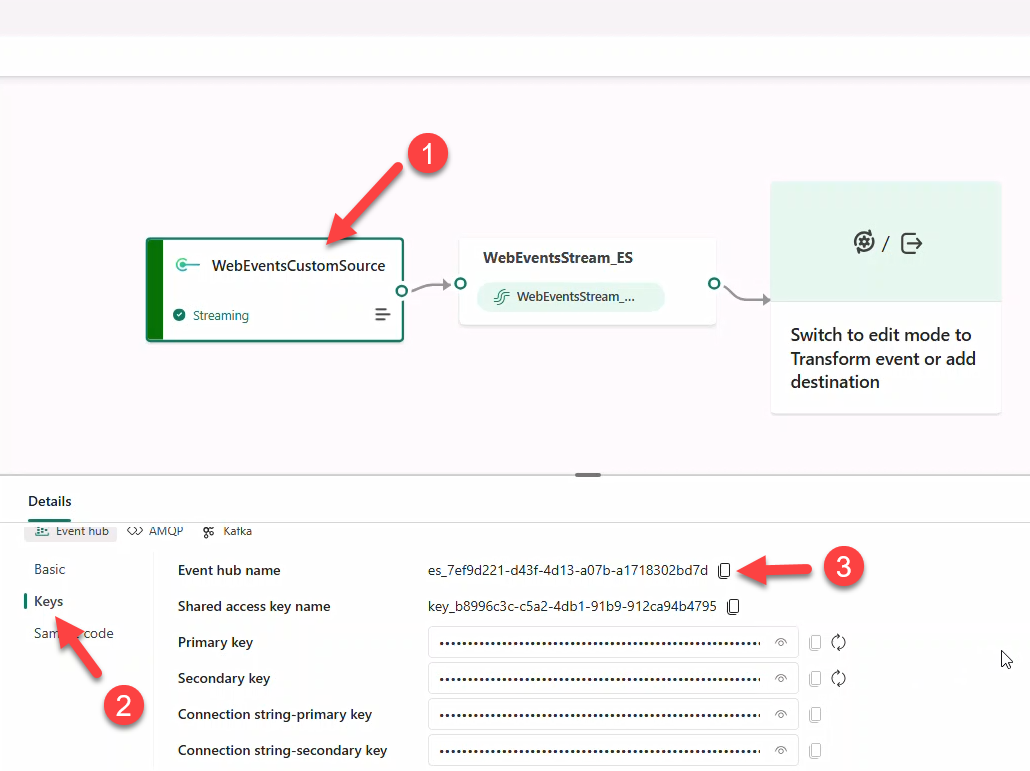 1
WebEventsCustomSource
Streaming
WebEventsStream_ES
WebEventsStream_...
/
Switch to edit mode to
Transform event or add
destination
Details
Event hub
AMQP
Kafka
Basic
Keys
Sample code
2
Event hub name
es_7ef9d221-d43f-4d13-a07b-a1718302bd7d
3
Shared access key name
key_b8996c3c-c5a2-4db1-91b9-912ca94b4795
Primary key
Secondary key
Connection string-primary key
Connection string-secondary key